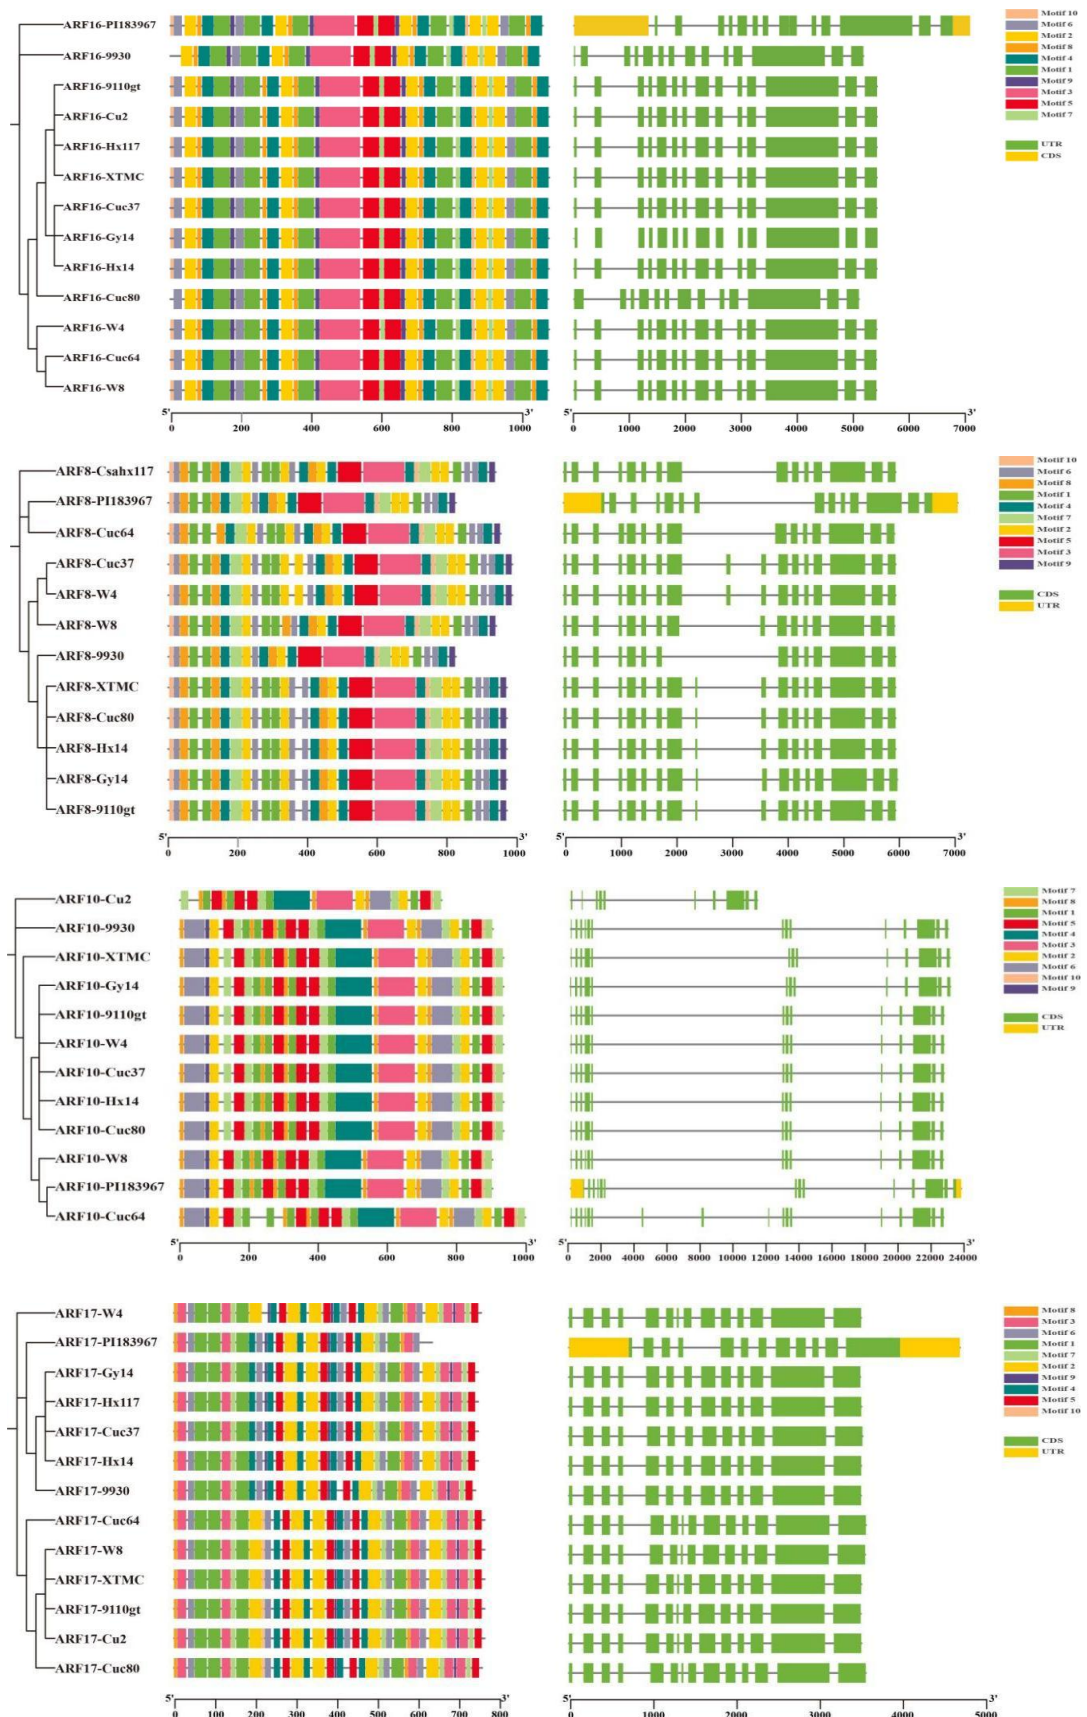 ARF16-PI183967
ARF16-9930
ARF16-9110gt
ARF16-Cu2
ARF16-Hx117
ARF16-XTMC
ARF16-Cuc37
ARF16-Gy14
ARF16-Hx14
ARF16-Cuc80
ARF16-W4
ARF16-Cuc64
ARF16-W8
5' 3'
0 200 400 600 800 1000
5' 3'
0 1000 2000 3000 4000 5000 6000 7000
Motif 10
Motif 6
Motif 2
Motif 8
Motif 4
Motif 1
Motif 9
Motif 3
Motif 5
Motif 7
UTR
CDS
ARF8-Csahx117
ARF8-PI183967
ARF8-Cuc64
ARF8-Cuc37
ARF8-W4
ARF8-W8
ARF8-9930
ARF8-XTMC
ARF8-Cuc80
ARF8-Hx14
ARF8-Gy14
ARF8-9110gt
5' 3'
0 200 400 600 800 1000
5' 3'
0 1000 2000 3000 4000 5000 6000 7000
Motif 10
Motif 6
Motif 8
Motif 1
Motif 4
Motif 7
Motif 2
Motif 5
Motif 3
Motif 9
CDS
UTR
ARF10-Cu2
ARF10-9930
ARF10-XTMC
ARF10-Gy14
ARF10-9110gt
ARF10-W4
ARF10-Cuc37
ARF10-Hx14
ARF10-Cuc80
ARF10-W8
ARF10-PI183967
ARF10-Cuc64
5' 3'
0 200 400 600 800 1000
5' 3'
0 2000 4000 6000 8000 10000 12000 14000 16000 18000 20000 22000 24000
Motif 7
Motif 8
Motif 1
Motif 5
Motif 4
Motif 3
Motif 2
Motif 6
Motif 10
Motif 9
CDS
UTR
ARF17-W4
ARF17-PI183967
ARF17-Gy14
ARF17-Hx117
ARF17-Cuc37
ARF17-Hx14
ARF17-9930
ARF17-Cuc64
ARF17-W8
ARF17-XTMC
ARF17-9110gt
ARF17-Cu2
ARF17-Cuc80
5' 3'
0 100 200 300 400 500 600 700 800
5' 3'
0 1000 2000 3000 4000 5000
Motif 8
Motif 3
Motif 6
Motif 1
Motif 7
Motif 2
Motif 9
Motif 4
Motif 5
Motif 10
CDS
UTR